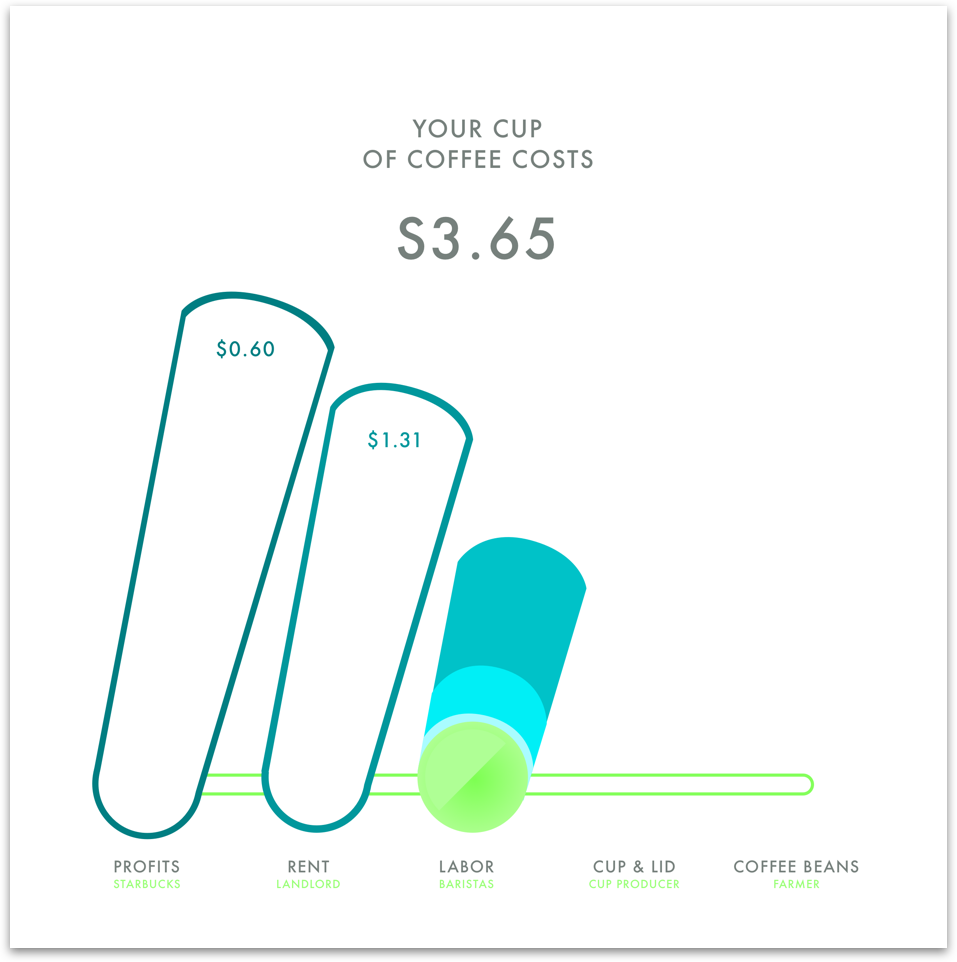 YOUR CUP
OF COFFEE COSTS
$3.65
$0.60
$1.31
PROFITS
STARBUCKS
RENT
LANDLORD
LABOR
BARISTAS
CUP & LID
CUP PRODUCER
COFFEE BEANS
FARMER